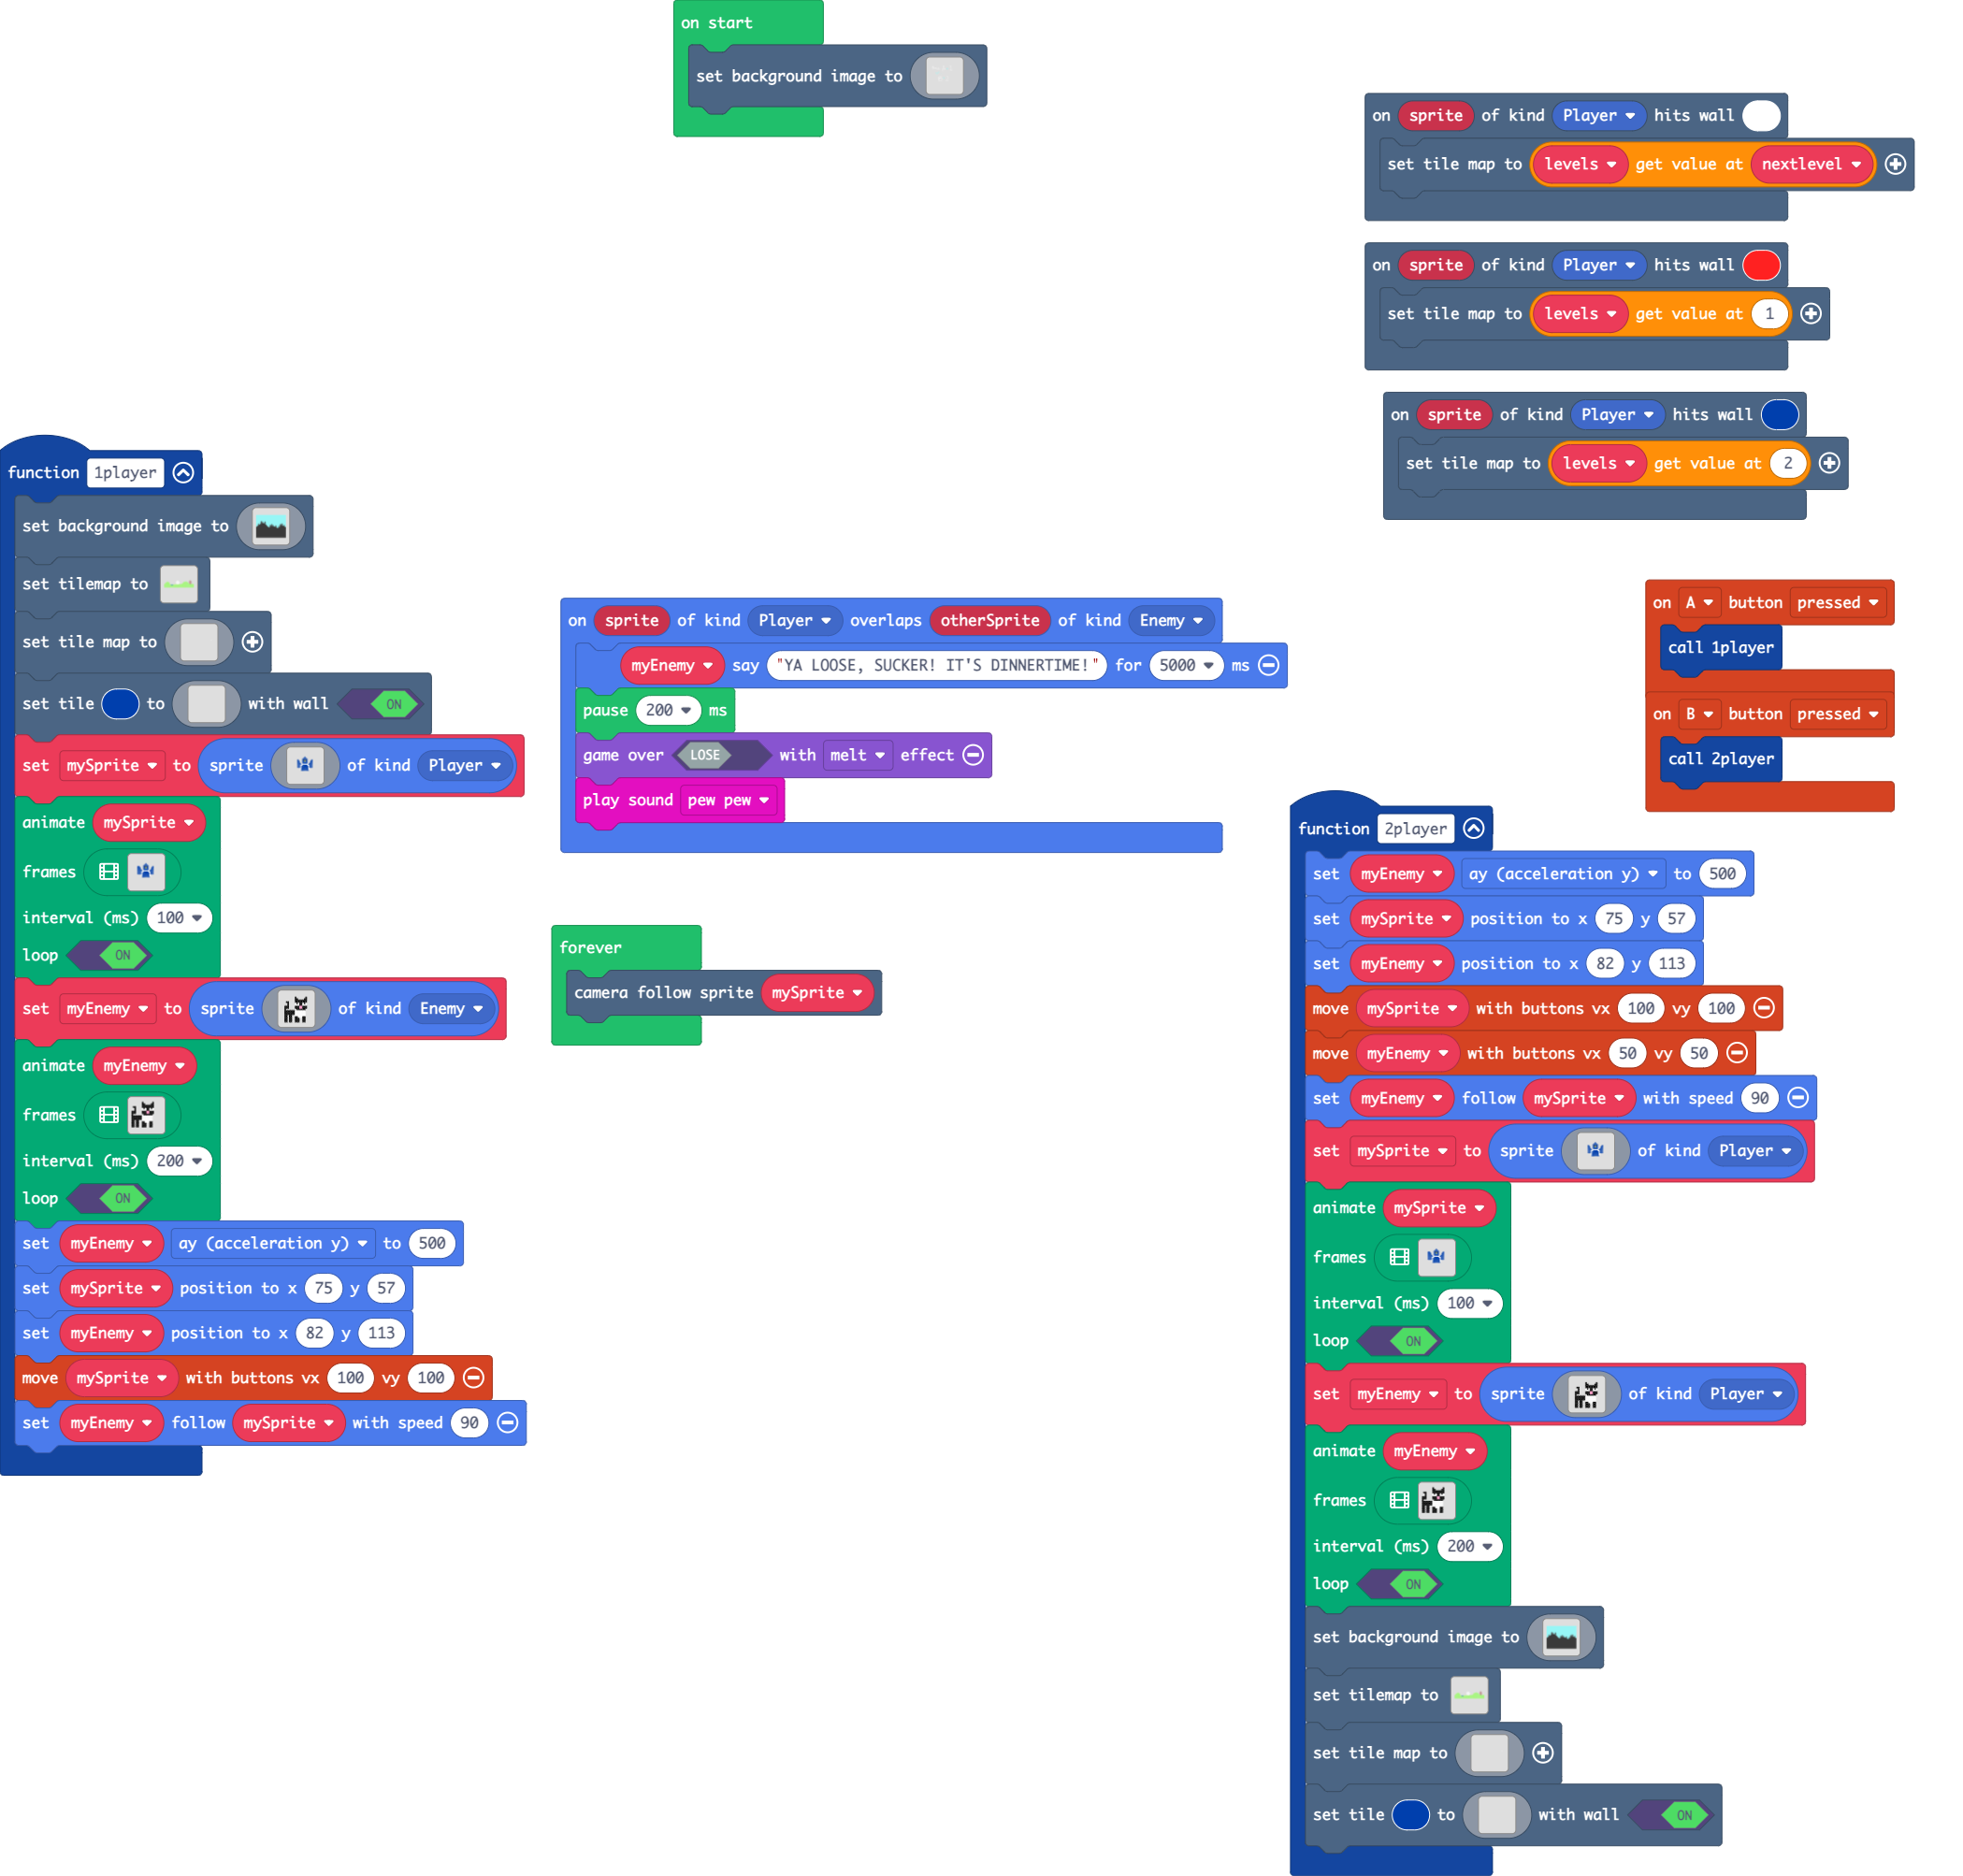 on start
set background image to
on sprite of kind Player hits wall
set tile map to levels get value at nextlevel
on sprite of kind Player hits wall
set tile map to levels get value at 1
on sprite of kind Player hits wall
set tile map to levels get value at 2
function 1player
set background image to
set tilemap to
set tile map to
set tile to with wall ON
set mySprite to sprite of kind Player
animate mySprite
frames
interval (ms) 100
loop ON
set myEnemy to sprite of kind Enemy
animate myEnemy
frames
interval (ms) 200
loop ON
set myEnemy ay (acceleration y) to 500
set mySprite position to x 75 y 57
set myEnemy position to x 82 y 113
move mySprite with buttons vx 100 vy 100
set myEnemy follow mySprite with speed 90
on sprite of kind Player overlaps otherSprite of kind Enemy
myEnemy say "YA LOOSE, SUCKER! IT'S DINNERTIME!" for 5000 ms
pause 200 ms
game over LOSE with melt effect
play sound pew pew
forever
camera follow sprite mySprite
on A button pressed
call 1player
on B button pressed
call 2player
function 2player
set myEnemy ay (acceleration y) to 500
set mySprite position to x 75 y 57
set myEnemy position to x 82 y 113
move mySprite with buttons vx 100 vy 100
move myEnemy with buttons vx 50 vy 50
set myEnemy follow mySprite with speed 90
set mySprite to sprite of kind Player
animate mySprite
frames
interval (ms) 100
loop ON
set myEnemy to sprite of kind Player
animate myEnemy
frames
interval (ms) 200
loop ON
set background image to
set tilemap to
set tile map to
set tile to with wall ON